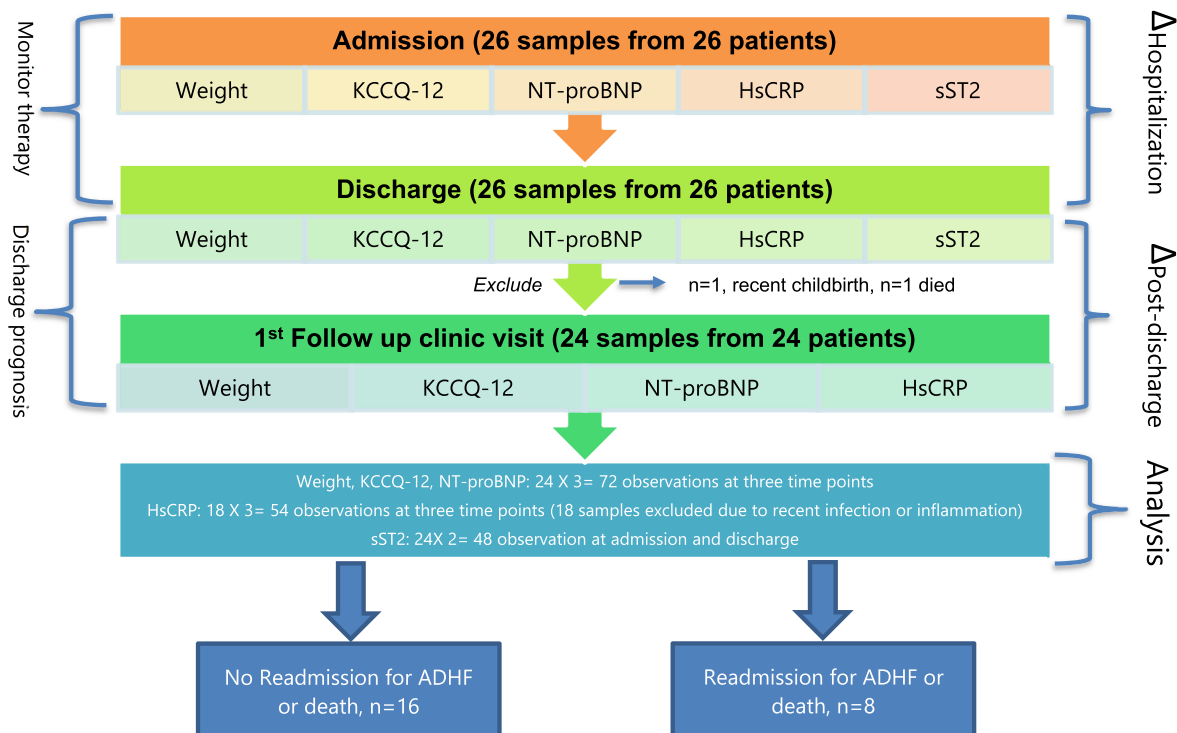 Monitor therapy
Admission (26 samples from 26 patients)
Weight
KCCQ-12
NT-proBNP
HsCRP
sST2
ΔHospitalization
Discharge (26 samples from 26 patients)
Weight
KCCQ-12
NT-proBNP
HsCRP
sST2
Discharge prognosis
Exclude
n=1, recent childbirth, n=1 died
ΔPost-discharge
1st Follow up clinic visit (24 samples from 24 patients)
Weight
KCCQ-12
NT-proBNP
HsCRP
Weight, KCCQ-12, NT-proBNP: 24 X 3= 72 observations at three time points
HsCRP: 18 X 3= 54 observations at three time points (18 samples excluded due to recent infection or inflammation)
sST2: 24X 2= 48 observation at admission and discharge
Analysis
No Readmission for ADHF
or death, n=16
Readmission for ADHF or
death, n=8